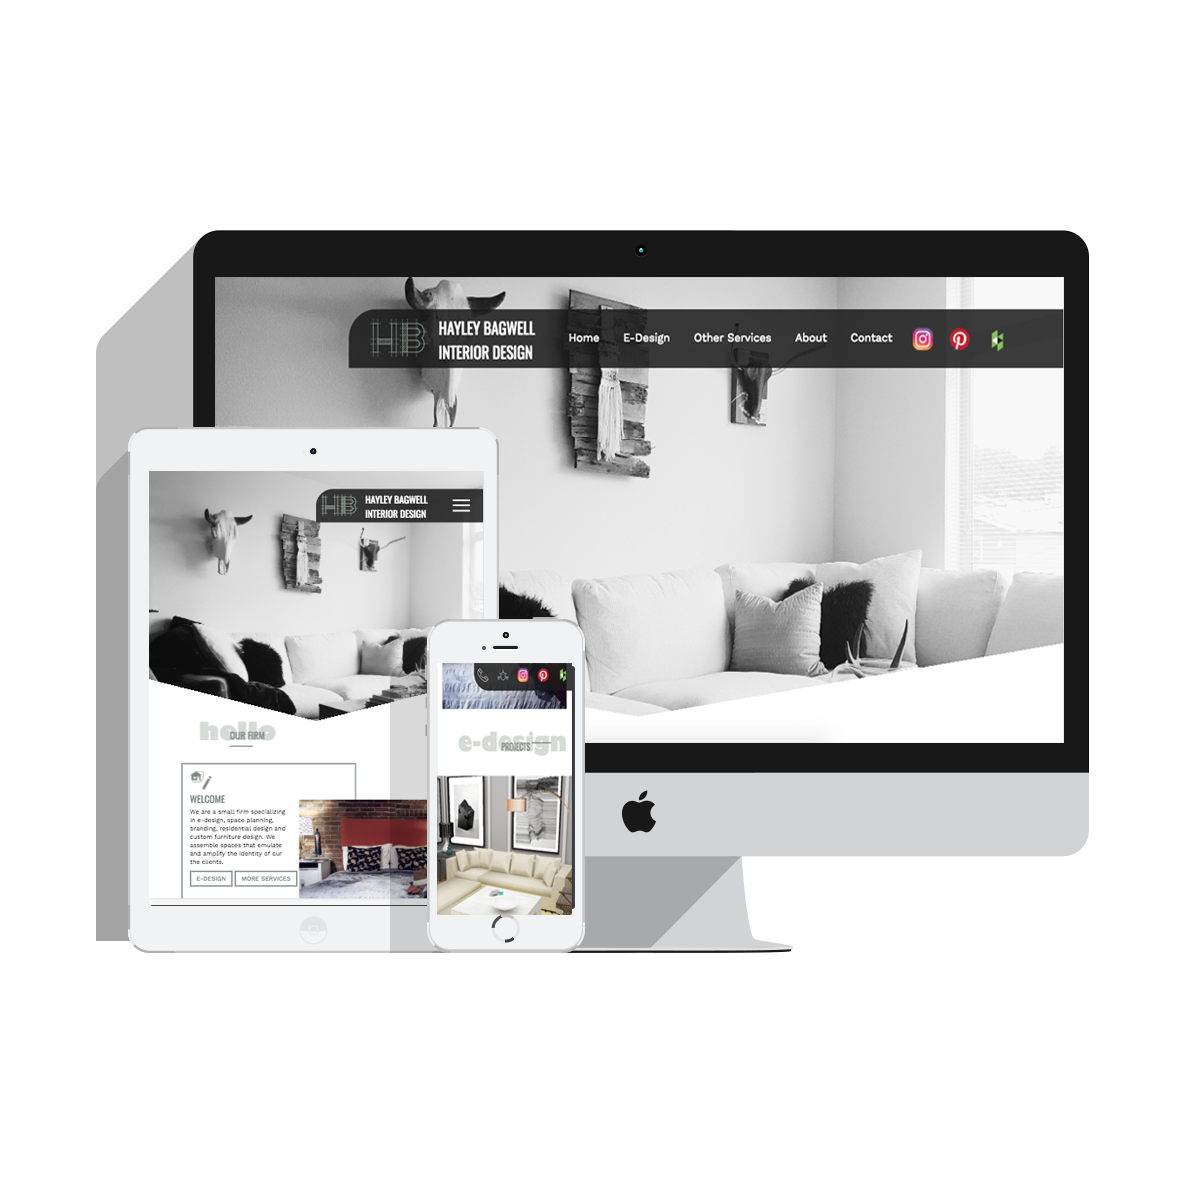 HB
HAYLEY BAGWELL
INTERIOR DESIGN
Home E-Design Other Services About Contact
HB
HAYLEY BAGWELL
INTERIOR DESIGN
hello
OUR FIRM
WELCOME
We are a small firm specializing
in e-design, space planning,
branding, residential design and
custom furniture design. We
assemble spaces that emulate
and amplify the identity of our
the clients.
E-DESIGN MORE SERVICES
e-design
PROJECTS